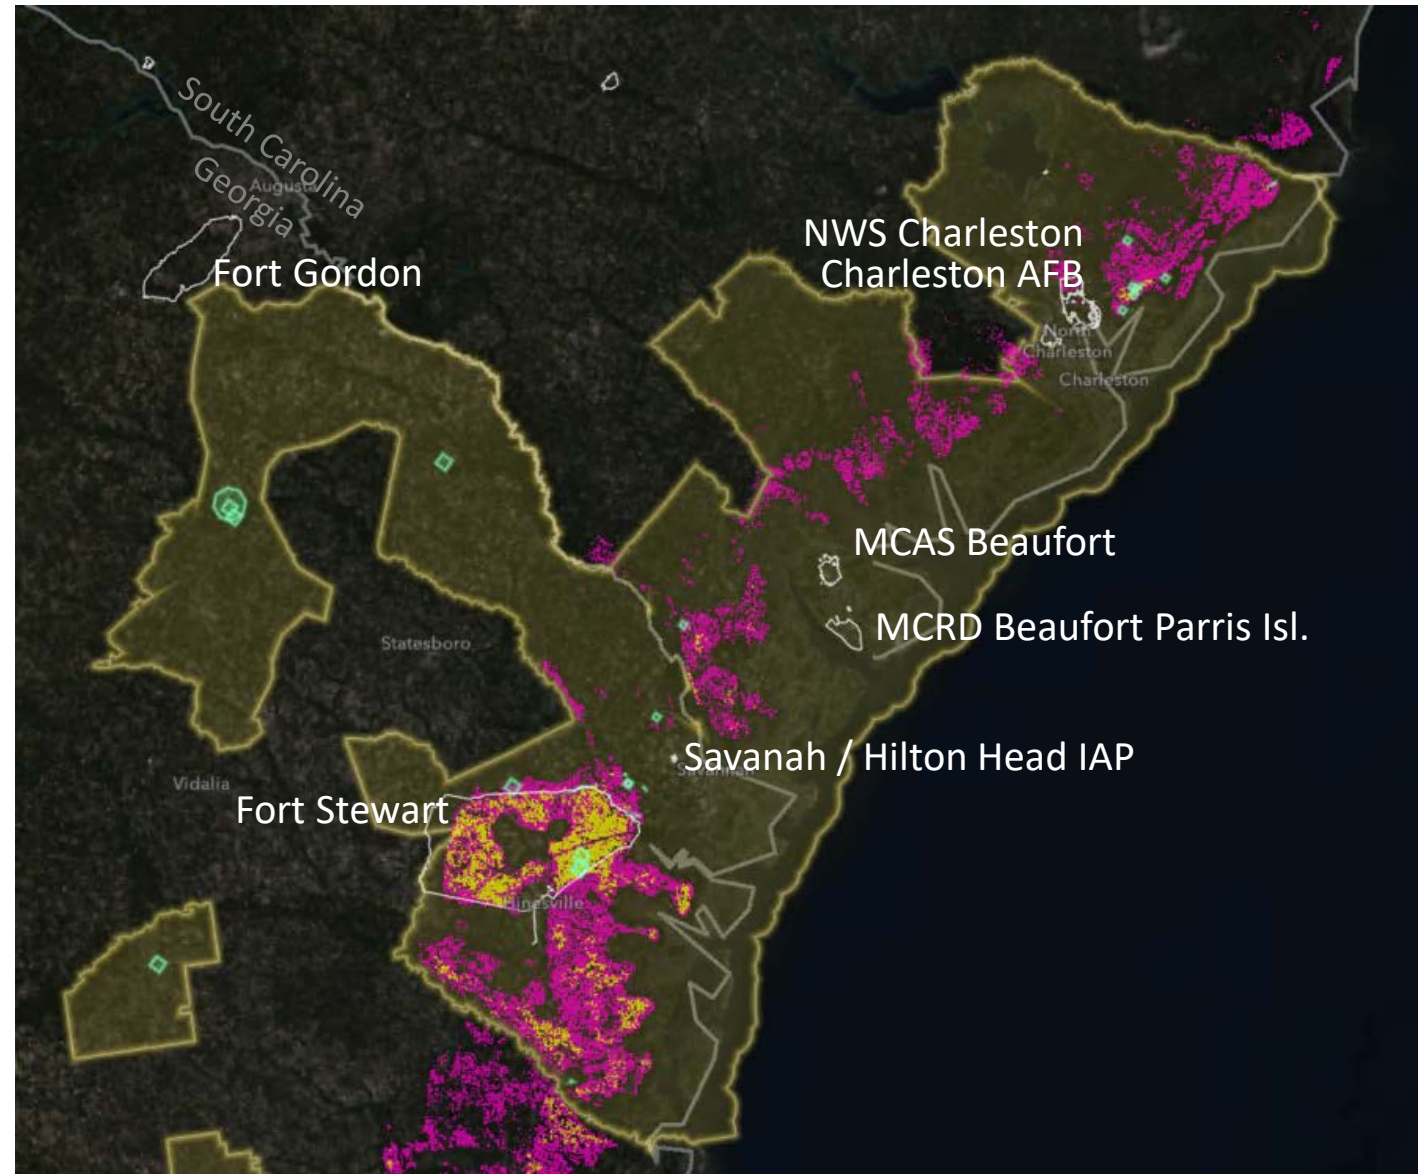 South Carolina
Georgia
Augusta
Fort Gordon
NWS Charleston
Charleston AFB
North
Charleston
Charleston
MCAS Beaufort
MCRD Beaufort Parris Isl.
Statesboro
Savanah / Hilton Head IAP
Savannah
Vidalia
Fort Stewart
Hinesville